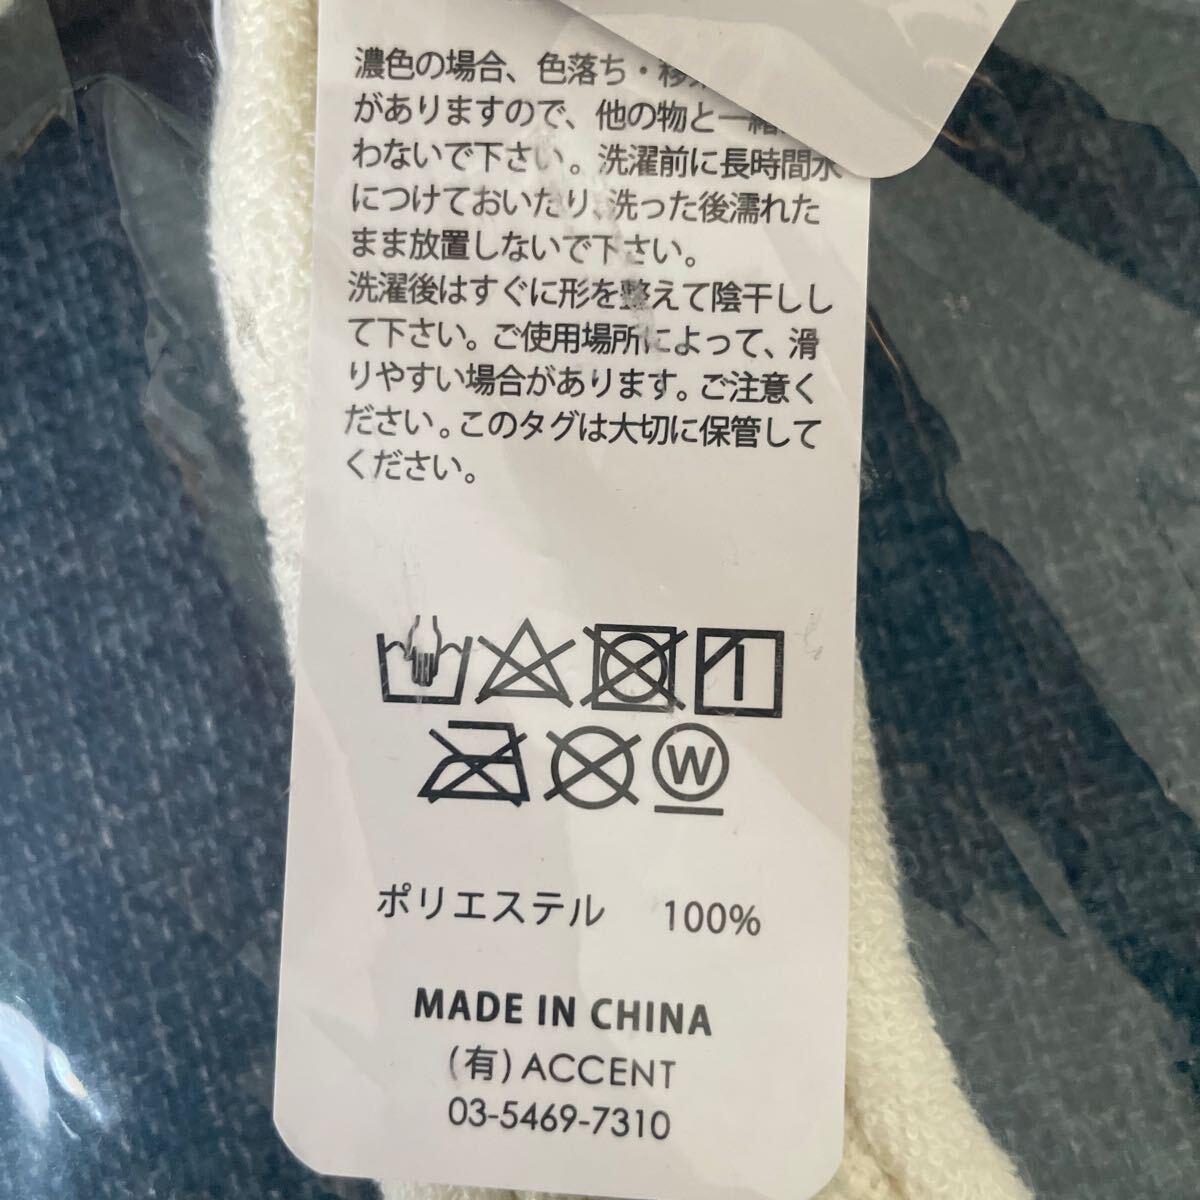 濃色の場合、色落ち・移
がありますので、他の物と一緒
わないで下さい。洗濯前に長時間水
につけておいたり、洗った後濡れた
まま放置しないで下さい。
洗濯後はすぐに形を整えて陰干しし
て下さい。ご使用場所によって、滑
りやすい場合があります。ご注意く
ださい。このタグは大切に保管して
ください。
W
ポリエステル 100%
MADE IN CHINA
(有) ACCENT
03-5469-7310